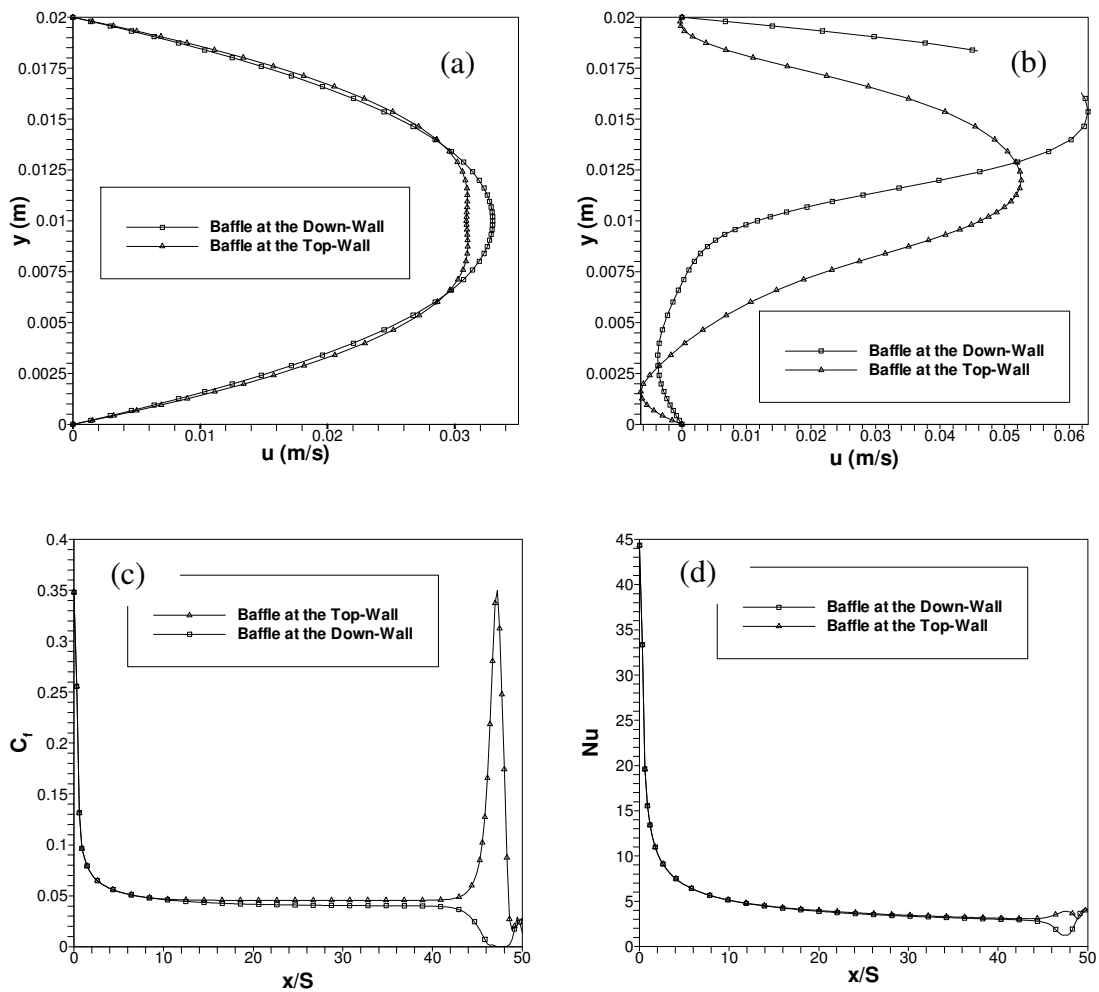 (a)
y (m)
0.02
0.0175
0.015
0.0125
0.01
0.0075
0.005
0.0025
0
Baffle at the Down-Wall
Baffle at the Top-Wall
0 0.01 0.02 0.03
u (m/s)
(b)
y (m)
0.02
0.0175
0.015
0.0125
0.01
0.0075
0.005
0.0025
0
Baffle at the Down-Wall
Baffle at the Top-Wall
0 0.01 0.02 0.03 0.04 0.05 0.06
u (m/s)
(c)
Cf
0.4
0.35
0.3
0.25
0.2
0.15
0.1
0.05
0
Baffle at the Top-Wall
Baffle at the Down-Wall
0 10 20 30 40 50
x/S
(d)
Nu
45
40
35
30
25
20
15
10
5
0
Baffle at the Down-Wall
Baffle at the Top-Wall
0 10 20 30 40 50
x/S